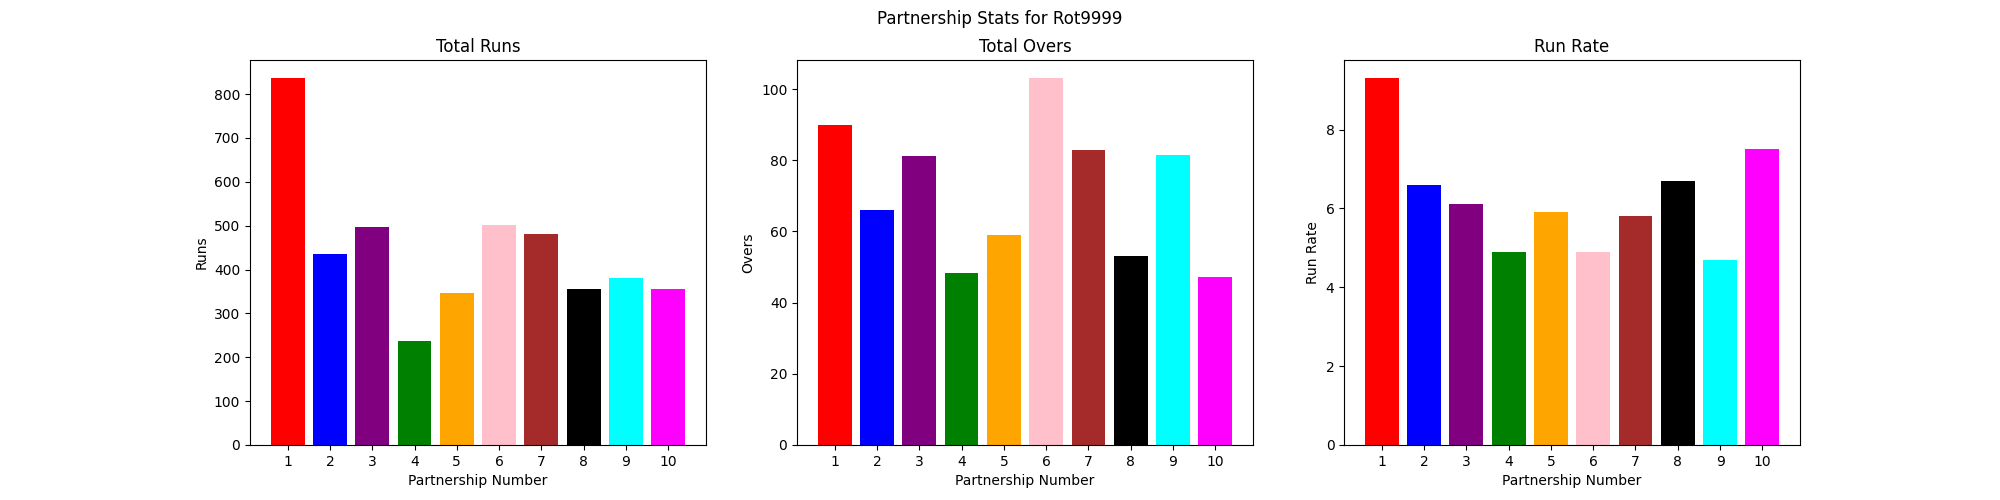 Partnership Stats for Rot9999
Total Runs
Runs
800
700
600
500
400
300
200
100
0
1 2 3 4 5 6 7 8 9 10
Partnership Number
Total Overs
Overs
100
80
60
40
20
0
1 2 3 4 5 6 7 8 9 10
Partnership Number
Run Rate
Run Rate
8
6
4
2
0
1 2 3 4 5 6 7 8 9 10
Partnership Number